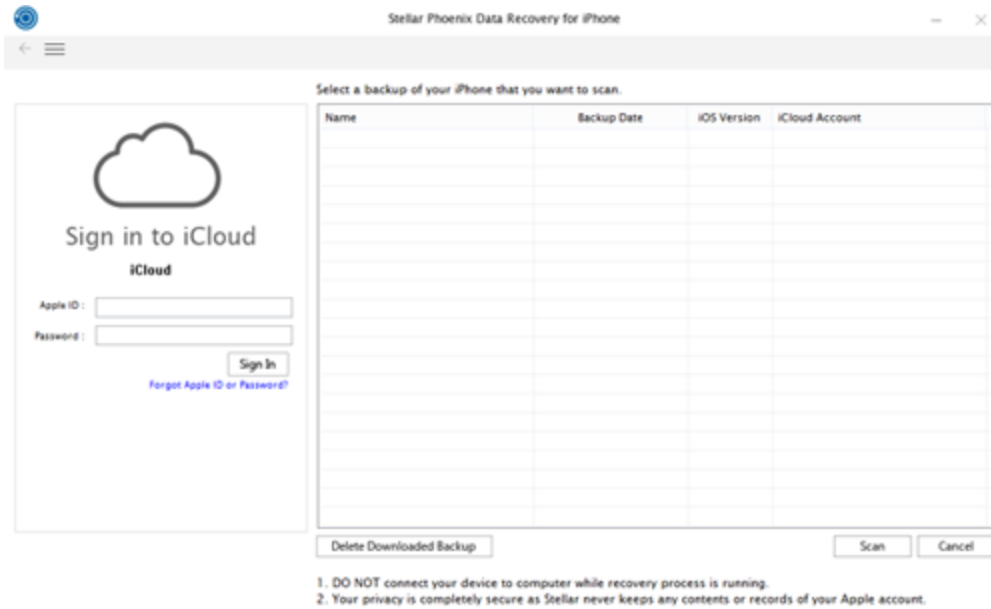 Stellar Phoenix Data Recovery for iPhone
Select a backup of your iPhone that you want to scan.
Name Backup Date iOS Version iCloud Account
Sign in to iCloud
iCloud
Apple ID :
Password :
Sign In
Forgot Apple ID or Password?
Delete Downloaded Backup Scan Cancel
1. DO NOT connect your device to computer while recovery process is running.
2. Your privacy is completely secure as Stellar never keeps any contents or records of your Apple account.